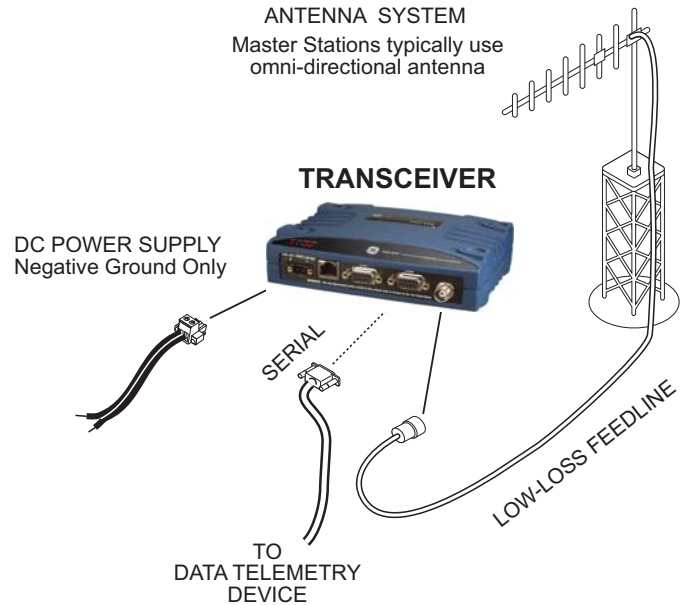 ANTENNA SYSTEM
Master Stations typically use
omni-directional antenna
TRANSCEIVER
DC POWER SUPPLY
Negative Ground Only
SERIAL
LOW-LOSS FEEDLINE
TO
DATA TELEMETRY
DEVICE